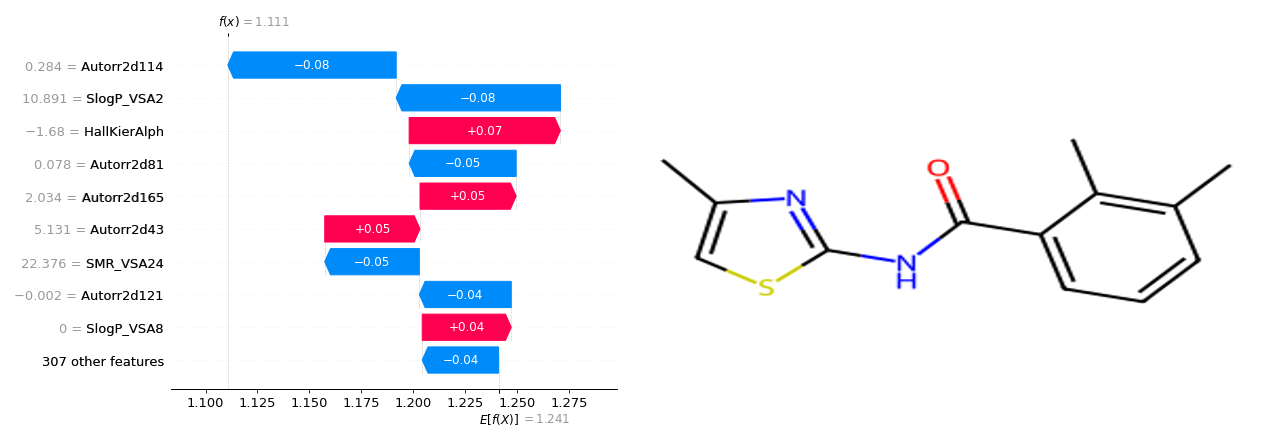 f(x) = 1.111
0.284 = Autorr2d114
−0.08
10.891 = SlogP_VSA2
−0.08
−1.68 = HallKierAlph
+0.07
0.078 = Autorr2d81
−0.05
2.034 = Autorr2d165
+0.05
5.131 = Autorr2d43
+0.05
22.376 = SMR_VSA24
−0.05
−0.002 = Autorr2d121
−0.04
0 = SlogP_VSA8
+0.04
307 other features
−0.04
1.100 1.125 1.150 1.175 1.200 1.225 1.250 1.275
E[f(X)] = 1.241
O
N
N
H
S